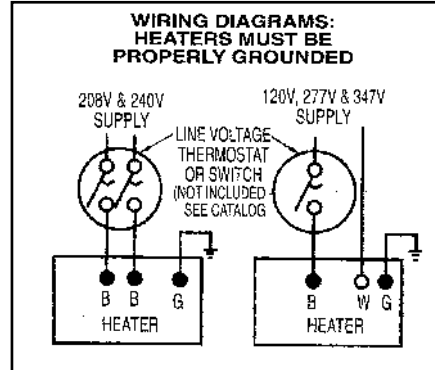 WIRING DIAGRAMS:
HEATERS MUST BE
PROPERLY GROUNDED
208V & 240V
SUPPLY
120V, 277V & 347V
SUPPLY
LINE VOLTAGE
THERMOSTAT
OR SWITCH
(NOT INCLUDED
SEE CATALOG
B B G
HEATER
B W G
HEATER